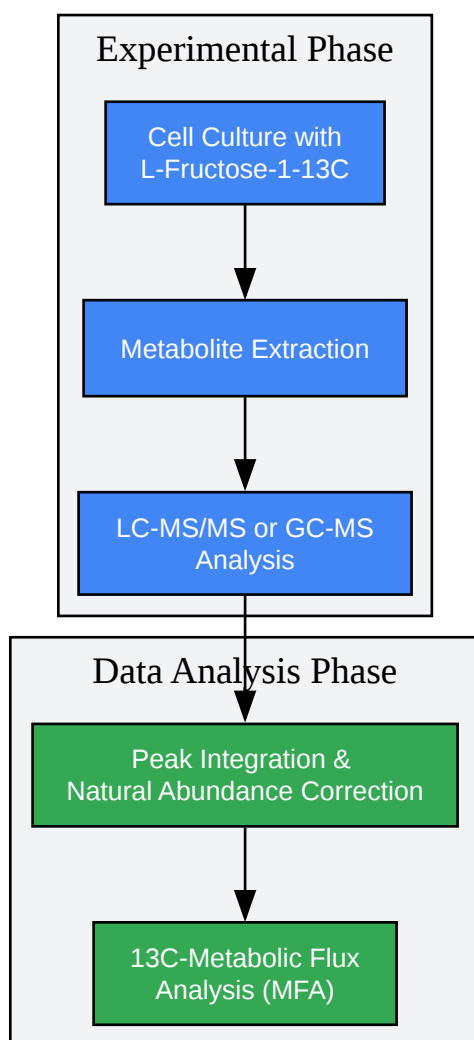 Experimental Phase
Cell Culture with
L-Fructose-1-13C
Metabolite Extraction
LC-MS/MS or GC-MS
Analysis
Data Analysis Phase
Peak Integration &
Natural Abundance Correction
13C-Metabolic Flux
Analysis (MFA)